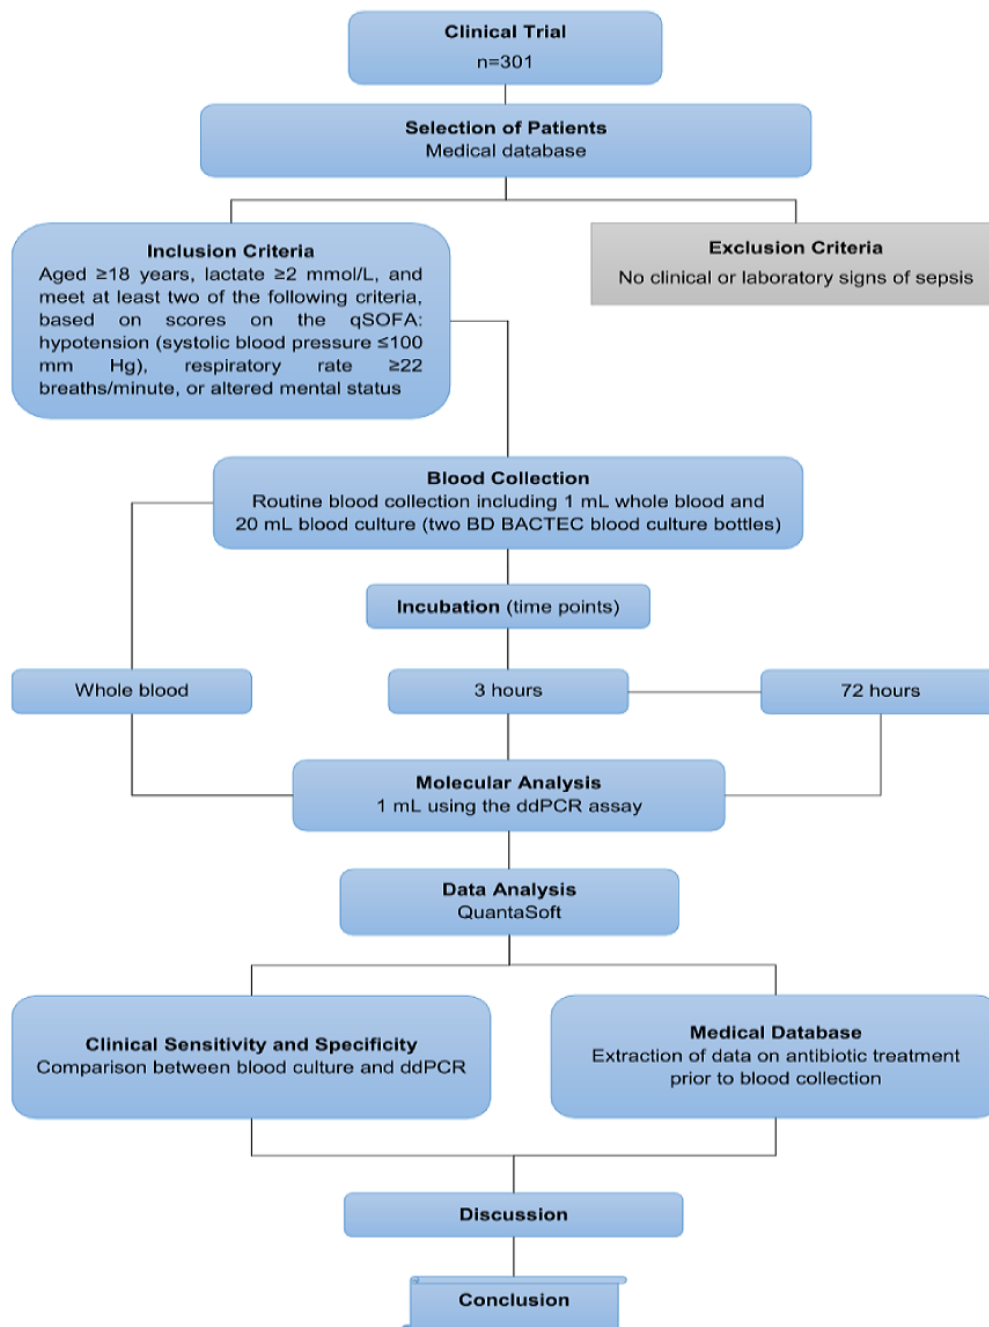 Clinical Trial
n=301
Selection of Patients
Medical database
Inclusion Criteria
Aged ≥18 years, lactate ≥2 mmol/L, and
meet at least two of the following criteria,
based on scores on the qSOFA:
hypotension (systolic blood pressure ≤100
mm Hg), respiratory rate ≥22
breaths/minute, or altered mental status
Exclusion Criteria
No clinical or laboratory signs of sepsis
Blood Collection
Routine blood collection including 1 mL whole blood and
20 mL blood culture (two BD BACTEC blood culture bottles)
Incubation (time points)
Whole blood
3 hours
72 hours
Molecular Analysis
1 mL using the ddPCR assay
Data Analysis
QuantaSoft
Clinical Sensitivity and Specificity
Comparison between blood culture and ddPCR
Medical Database
Extraction of data on antibiotic treatment
prior to blood collection
Discussion
Conclusion